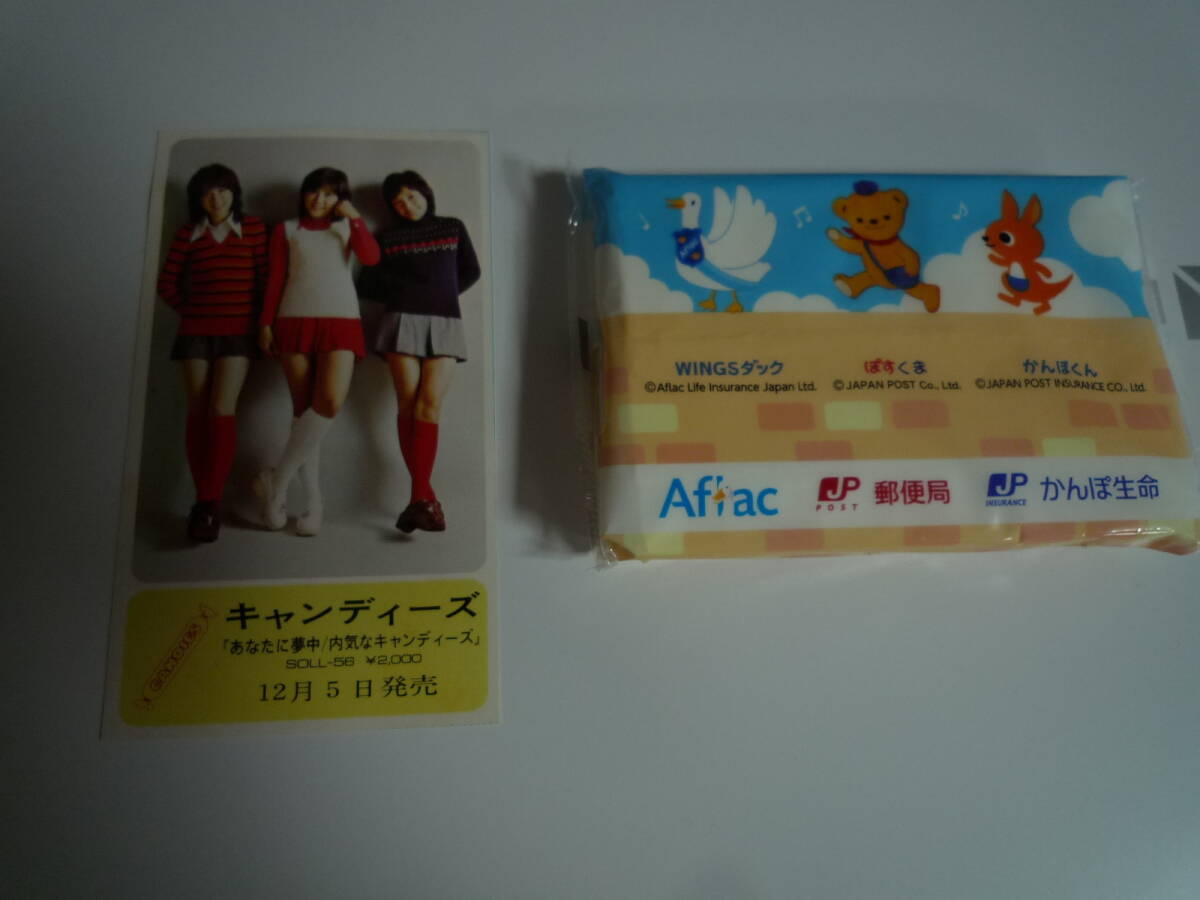 キャンディーズ
「あなたに夢中/内気なキャンディーズ」
SOLL-56 ¥2,000
12月5日発売
CANDIES
WINGSダック
©Aflac Life Insurance Japan Ltd.
ぽすくま
©JAPAN POST Co., Ltd.
かんぽくん
©JAPAN POST INSURANCE CO., Ltd.
Aflac
JP
POST
郵便局
JP
INSURANCE
かんぽ生命